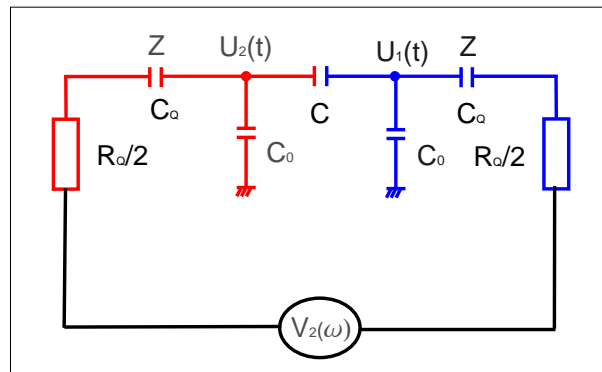 Z U₂(t) U₁(t) Z
C_Q C C_Q
R_Q/2 C₀ C₀ R_Q/2
V₂(ω)